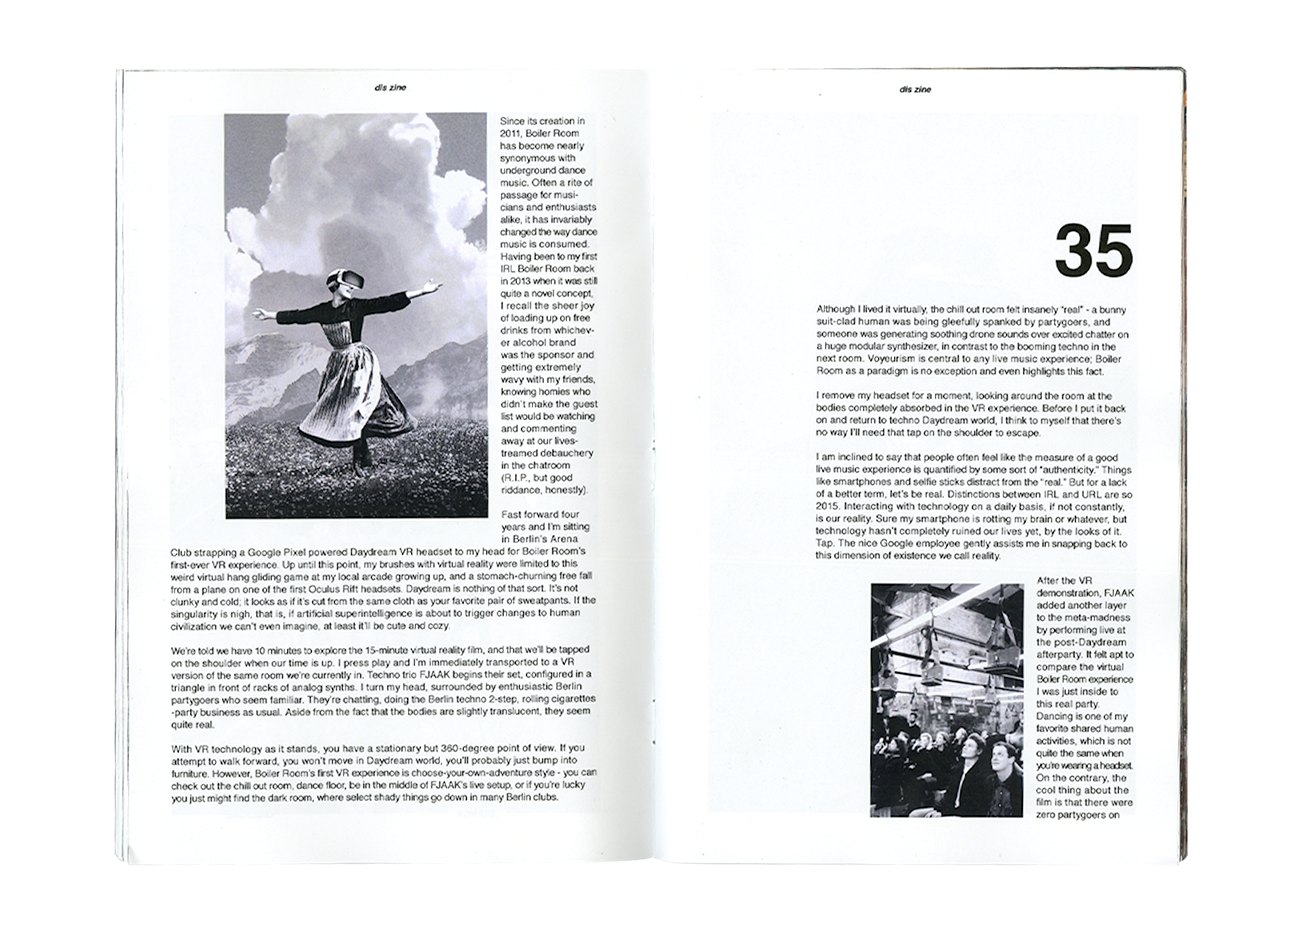 dis zine
Since its creation in
2011, Boiler Room
has become nearly
synonymous with
underground dance
music. Often a rite of
passage for musi-
cians and enthusiasts
alike, it has invariably
changed the way dance
music is consumed.
Having been to my first
IRL Boiler Room back
in 2013 when it was still
quite a novel concept,
I recall the sheer joy
of loading up on free
drinks from whichev-
er alcohol brand
was the sponsor and
getting extremely
wavy with my friends,
knowing homies who
didn't make the guest
list would be watching
and commenting
away at our lives-
treamed debauchery
in the chatroom
(R.I.P., but good
riddance, honestly).
Fast forward four
years and I'm sitting
in Berlin's Arena
Club strapping a Google Pixel powered Daydream VR headset to my head for Boiler Room's
first-ever VR experience. Up until this point, my brushes with virtual reality were limited to this
weird virtual hang gliding game at my local arcade growing up, and a stomach-churning free fall
from a plane on one of the first Oculus Rift headsets. Daydream is nothing of that sort. It's not
clunky and cold; it looks as if it's cut from the same cloth as your favorite pair of sweatpants. If the
singularity is nigh, that is, if artificial superintelligence is about to trigger changes to human
civilization we can't even imagine, at least it'll be cute and cozy.
We're told we have 10 minutes to explore the 15-minute virtual reality film, and that we'll be tapped
on the shoulder when our time is up. I press play and I'm immediately transported to a VR
version of the same room we're currently in. Techno trio FJAAK begins their set, configured in a
triangle in front of racks of analog synths. I turn my head, surrounded by enthusiastic Berlin
partygoers who seem familiar. They're chatting, doing the Berlin techno 2-step, rolling cigarettes
-party business as usual. Aside from the fact that the bodies are slightly translucent, they seem
quite real.
With VR technology as it stands, you have a stationary but 360-degree point of view. If you
attempt to walk forward, you won't move in Daydream world, you'll probably just bump into
furniture. However, Boiler Room's first VR experience is choose-your-own-adventure style - you can
check out the chill out room, dance floor, be in the middle of FJAAK's live setup, or if you're lucky
you just might find the dark room, where select shady things go down in many Berlin clubs.
dis zine
35
Although I lived it virtually, the chill out room felt insanely "real" - a bunny
suit-clad human was being gleefully spanked by partygoers, and
someone was generating soothing drone sounds over excited chatter on
a huge modular synthesizer, in contrast to the booming techno in the
next room. Voyeurism is central to any live music experience; Boiler
Room as a paradigm is no exception and even highlights this fact.
I remove my headset for a moment, looking around the room at the
bodies completely absorbed in the VR experience. Before I put it back
on and return to techno Daydream world, I think to myself that there's
no way I'll need that tap on the shoulder to escape.
I am inclined to say that people often feel like the measure of a good
live music experience is quantified by some sort of "authenticity." Things
like smartphones and selfie sticks distract from the "real." But for a lack
of a better term, let's be real. Distinctions between IRL and URL are so
2015. Interacting with technology on a daily basis, if not constantly,
is our reality. Sure my smartphone is rotting my brain or whatever, but
technology hasn't completely ruined our lives yet, by the looks of it.
Tap. The nice Google employee gently assists me in snapping back to
this dimension of existence we call reality.
After the VR
demonstration, FJAAK
added another layer
to the meta-madness
by performing live at
the post-Daydream
afterparty. It felt apt to
compare the virtual
Boiler Room experience
I was just inside to
this real party.
Dancing is one of my
favorite shared human
activities, which is not
quite the same when
you're wearing a headset.
On the contrary, the
cool thing about the
film is that there were
zero partygoers on